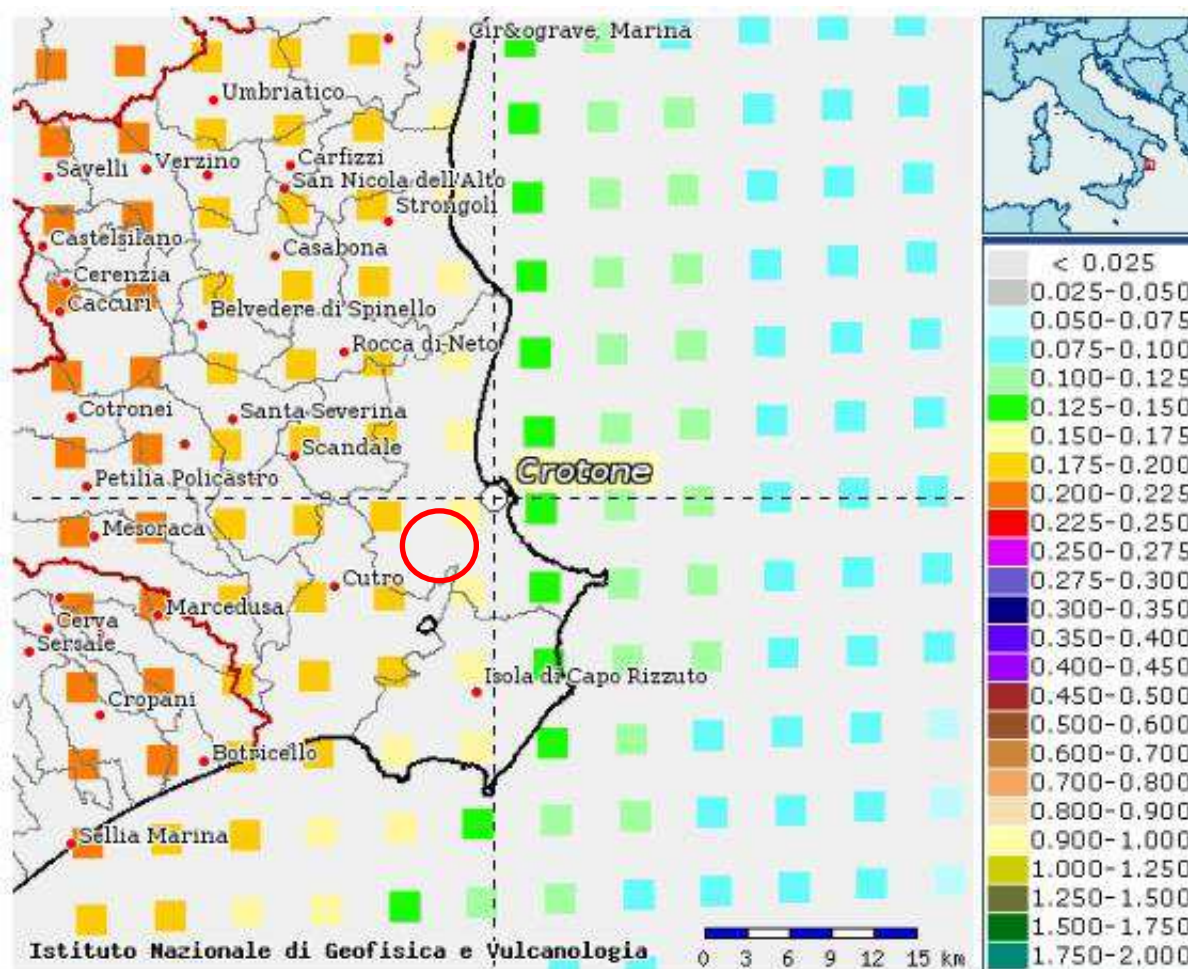 Cir&ograve; Marina
Umbriatico
Savelli
Verzino
Carfizzi
San Nicola dell'Alto
Strongoli
Castelsilano
Casabona
Cerenzia
Caccuri
Belvedere di Spinello
Rocca di Neto
Cotronei
Santa Severina
Scandale
Crotone
Petilia Policastro
Mesoraca
Cutro
Marcedusa
Cerva
Sersale
Isola di Capo Rizzuto
Cropani
Botricello
Sellia Marina
Istituto Nazionale di Geofisica e Vulcanologia
0 3 6 9 12 15 km
< 0.025
0.025-0.050
0.050-0.075
0.075-0.100
0.100-0.125
0.125-0.150
0.150-0.175
0.175-0.200
0.200-0.225
0.225-0.250
0.250-0.275
0.275-0.300
0.300-0.350
0.350-0.400
0.400-0.450
0.450-0.500
0.500-0.600
0.600-0.700
0.700-0.800
0.800-0.900
0.900-1.000
1.000-1.250
1.250-1.500
1.500-1.750
1.750-2.000